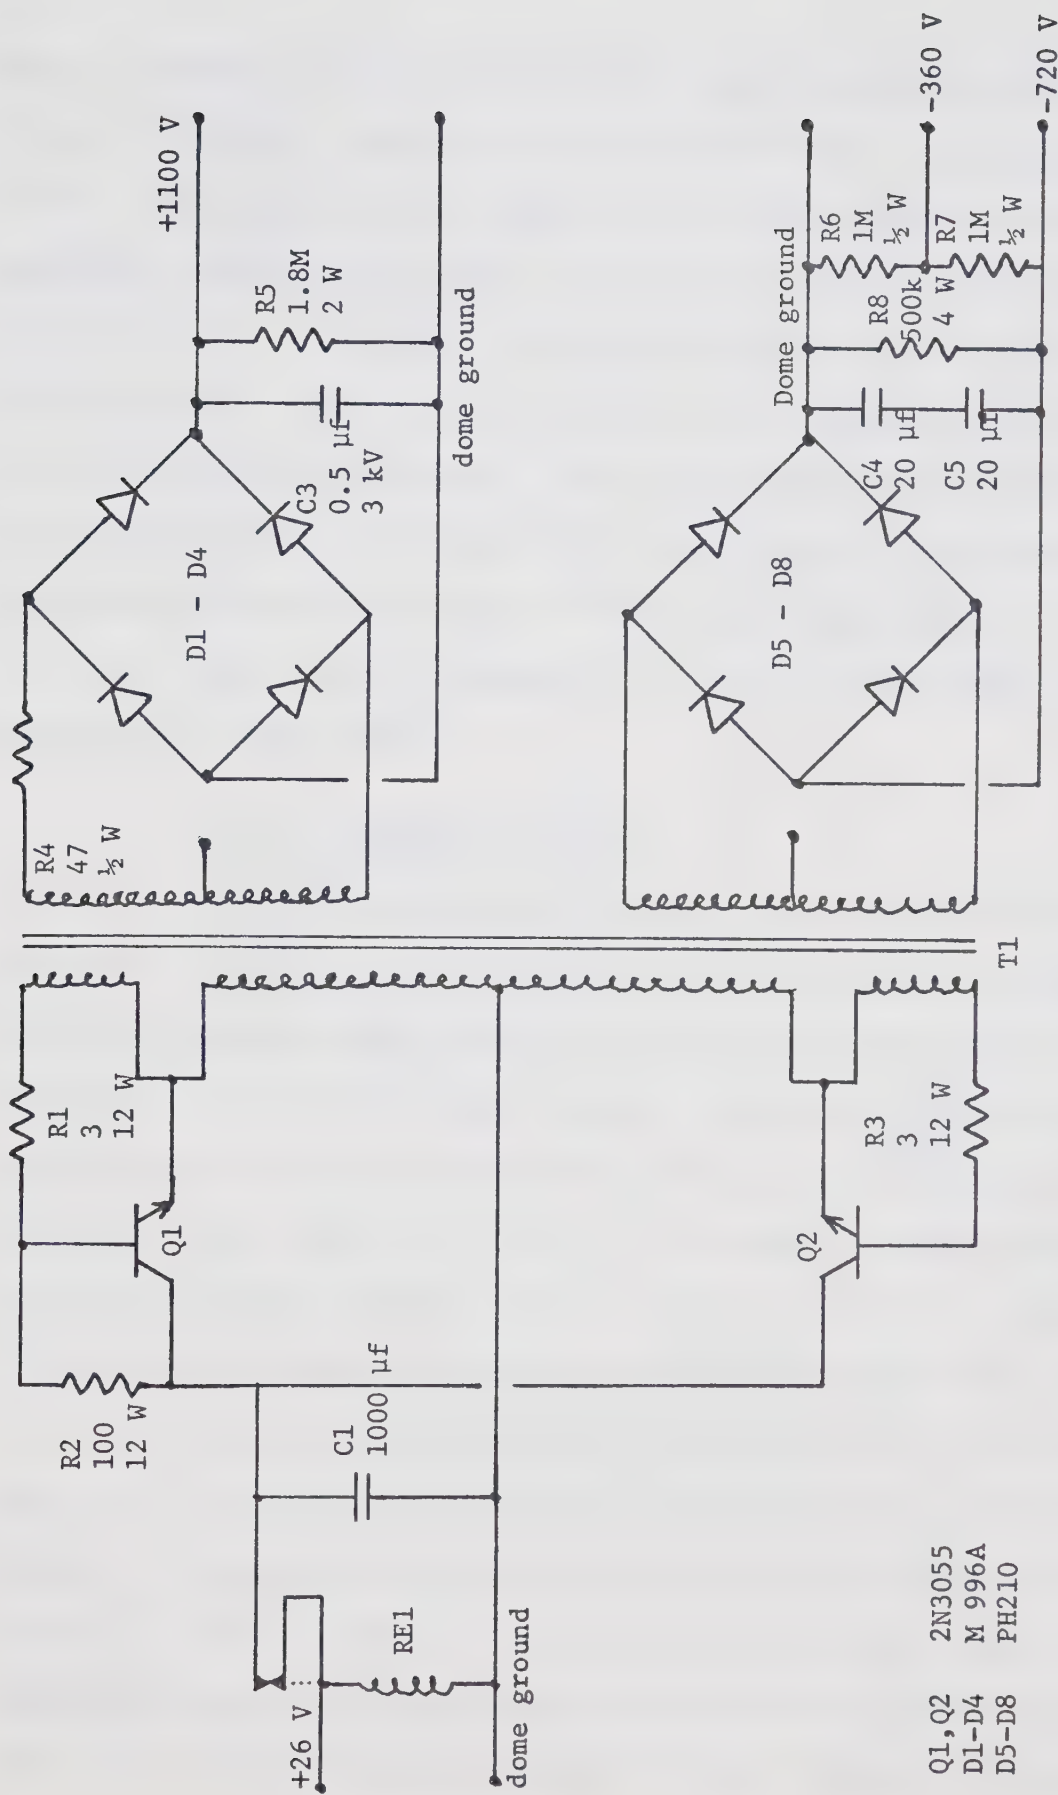 +26 V
RE1
dome ground
C1
1000 µf
R2
100
12 W
Q1
R1
3
12 W
Q2
R3
3
12 W
T1
R4
47
½ W
D1 - D4
C3
0.5 µf
3 kV
R5
1.8M
2 W
+1100 V
dome ground
D5 - D8
Dome ground
C4
20 µf
C5
20 µf
R8
500k
4 W
R6
1M
½ W
R7
1M
½ W
-360 V
-720 V
Q1,Q2 2N3055
D1-D4 M 996A
D5-D8 PH210